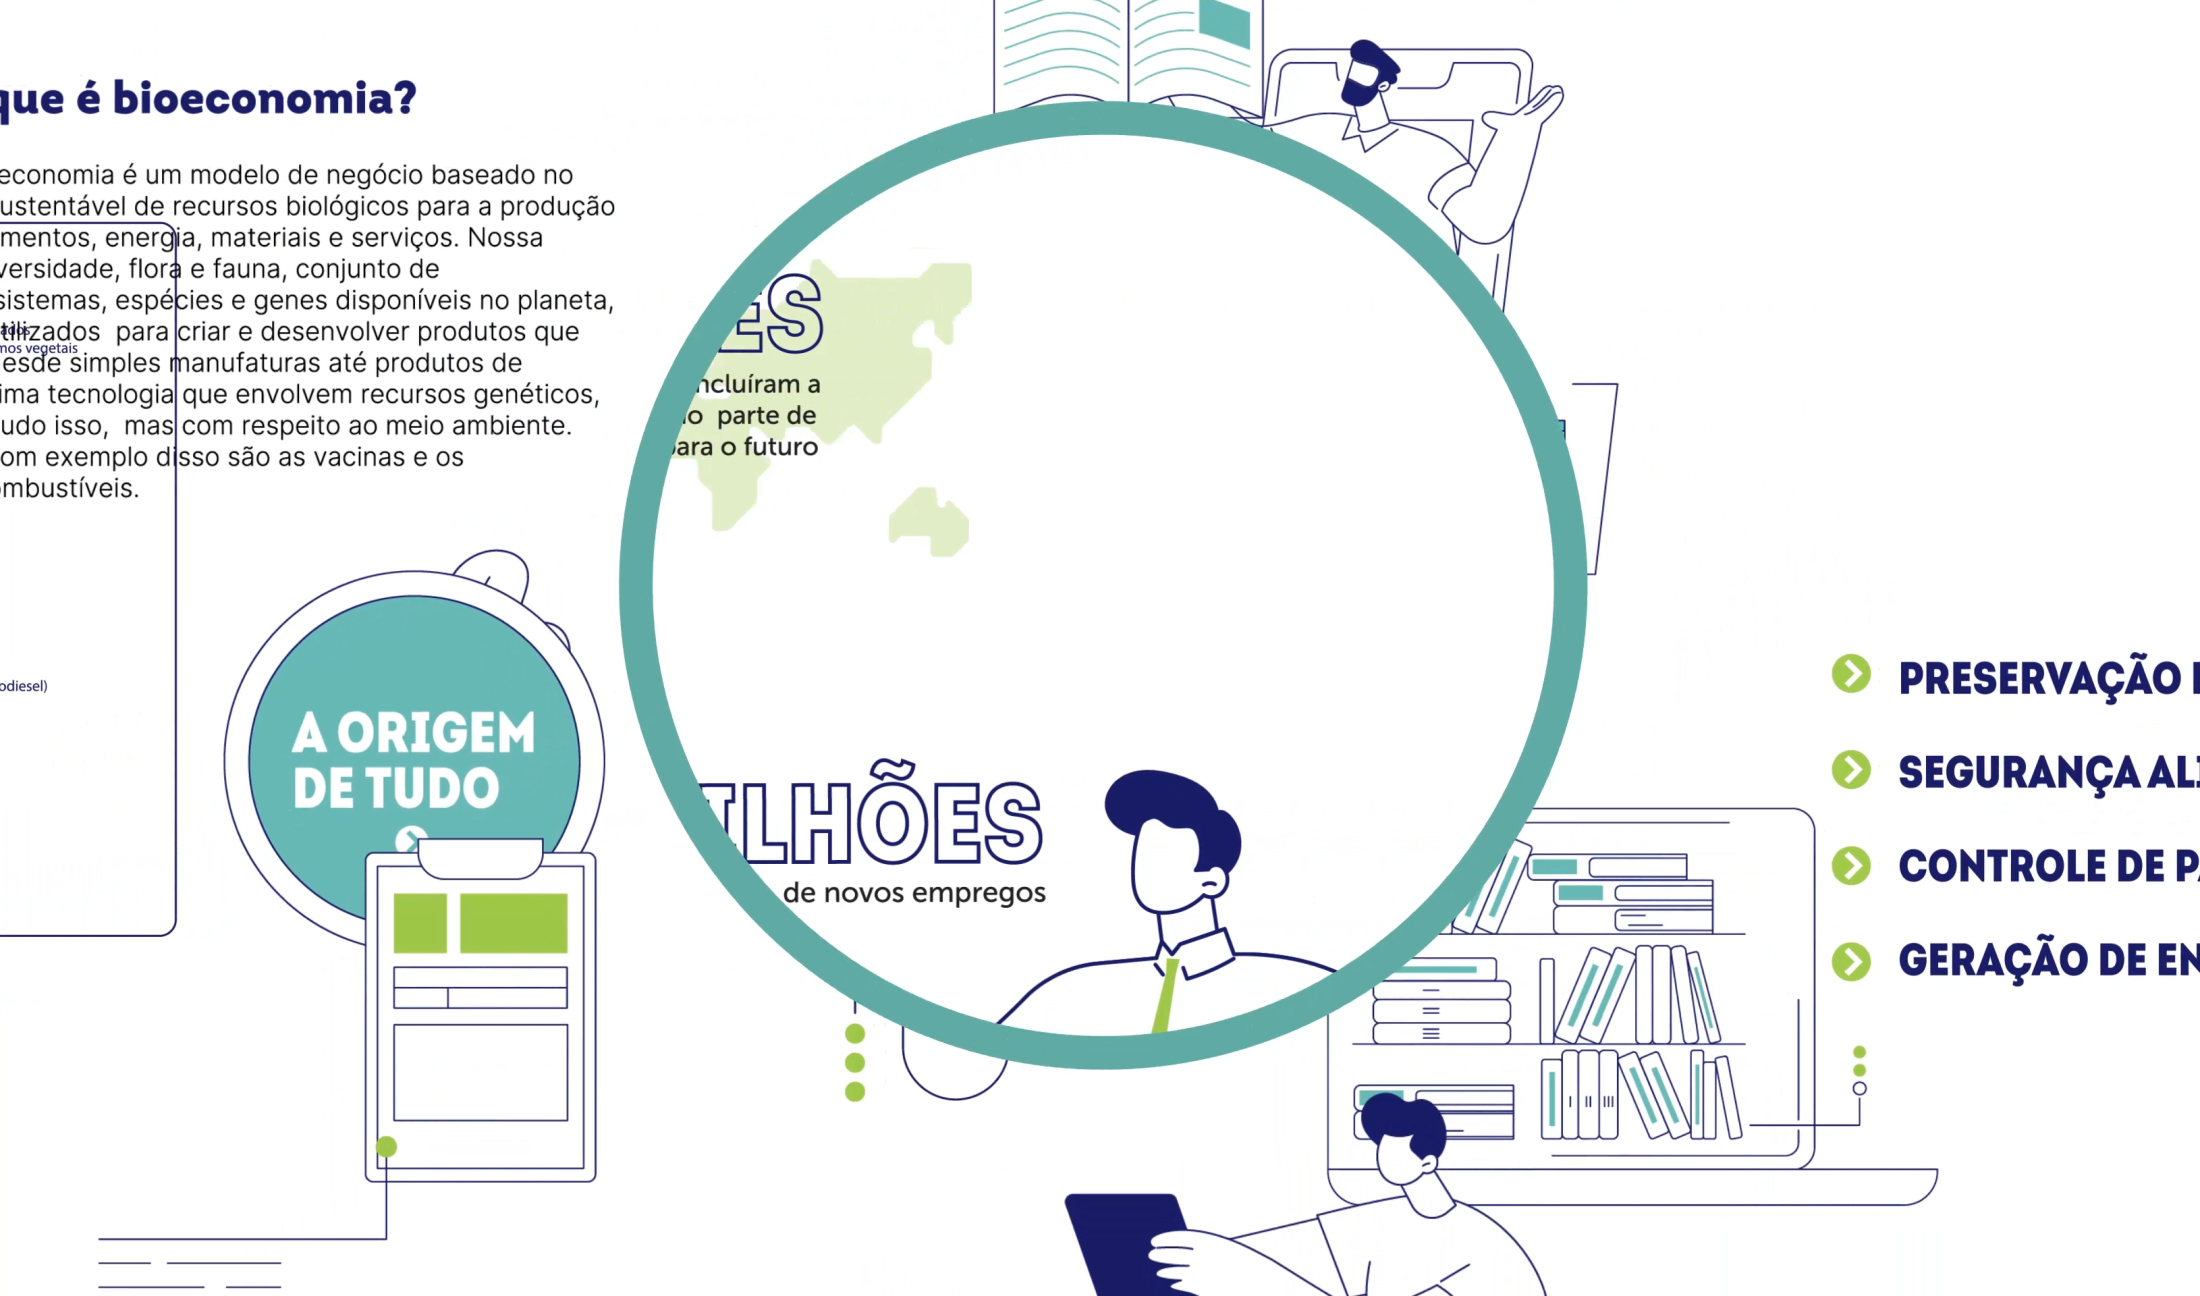 que é bioeconomia?
economia é um modelo de negócio baseado no
ustentável de recursos biológicos para a produção
mentos, energia, materiais e serviços. Nossa
versidade, flora e fauna, conjunto de
sistemas, espécies e genes disponíveis no planeta,
tilizados  para criar e desenvolver produtos que
mos vegetais
esde simples manufaturas até produtos de
ima tecnologia que envolvem recursos genéticos,
udo isso,  mas com respeito ao meio ambiente.
om exemplo disso são as vacinas e os
mbustíveis.
odiesel)
A ORIGEM
DE TUDO
ES
ncluíram a
o  parte de
ara o futuro
ILHÕES
de novos empregos
PRESERVAÇÃO
SEGURANÇA ALI
CONTROLE DE PA
GERAÇÃO DE EN
I II III